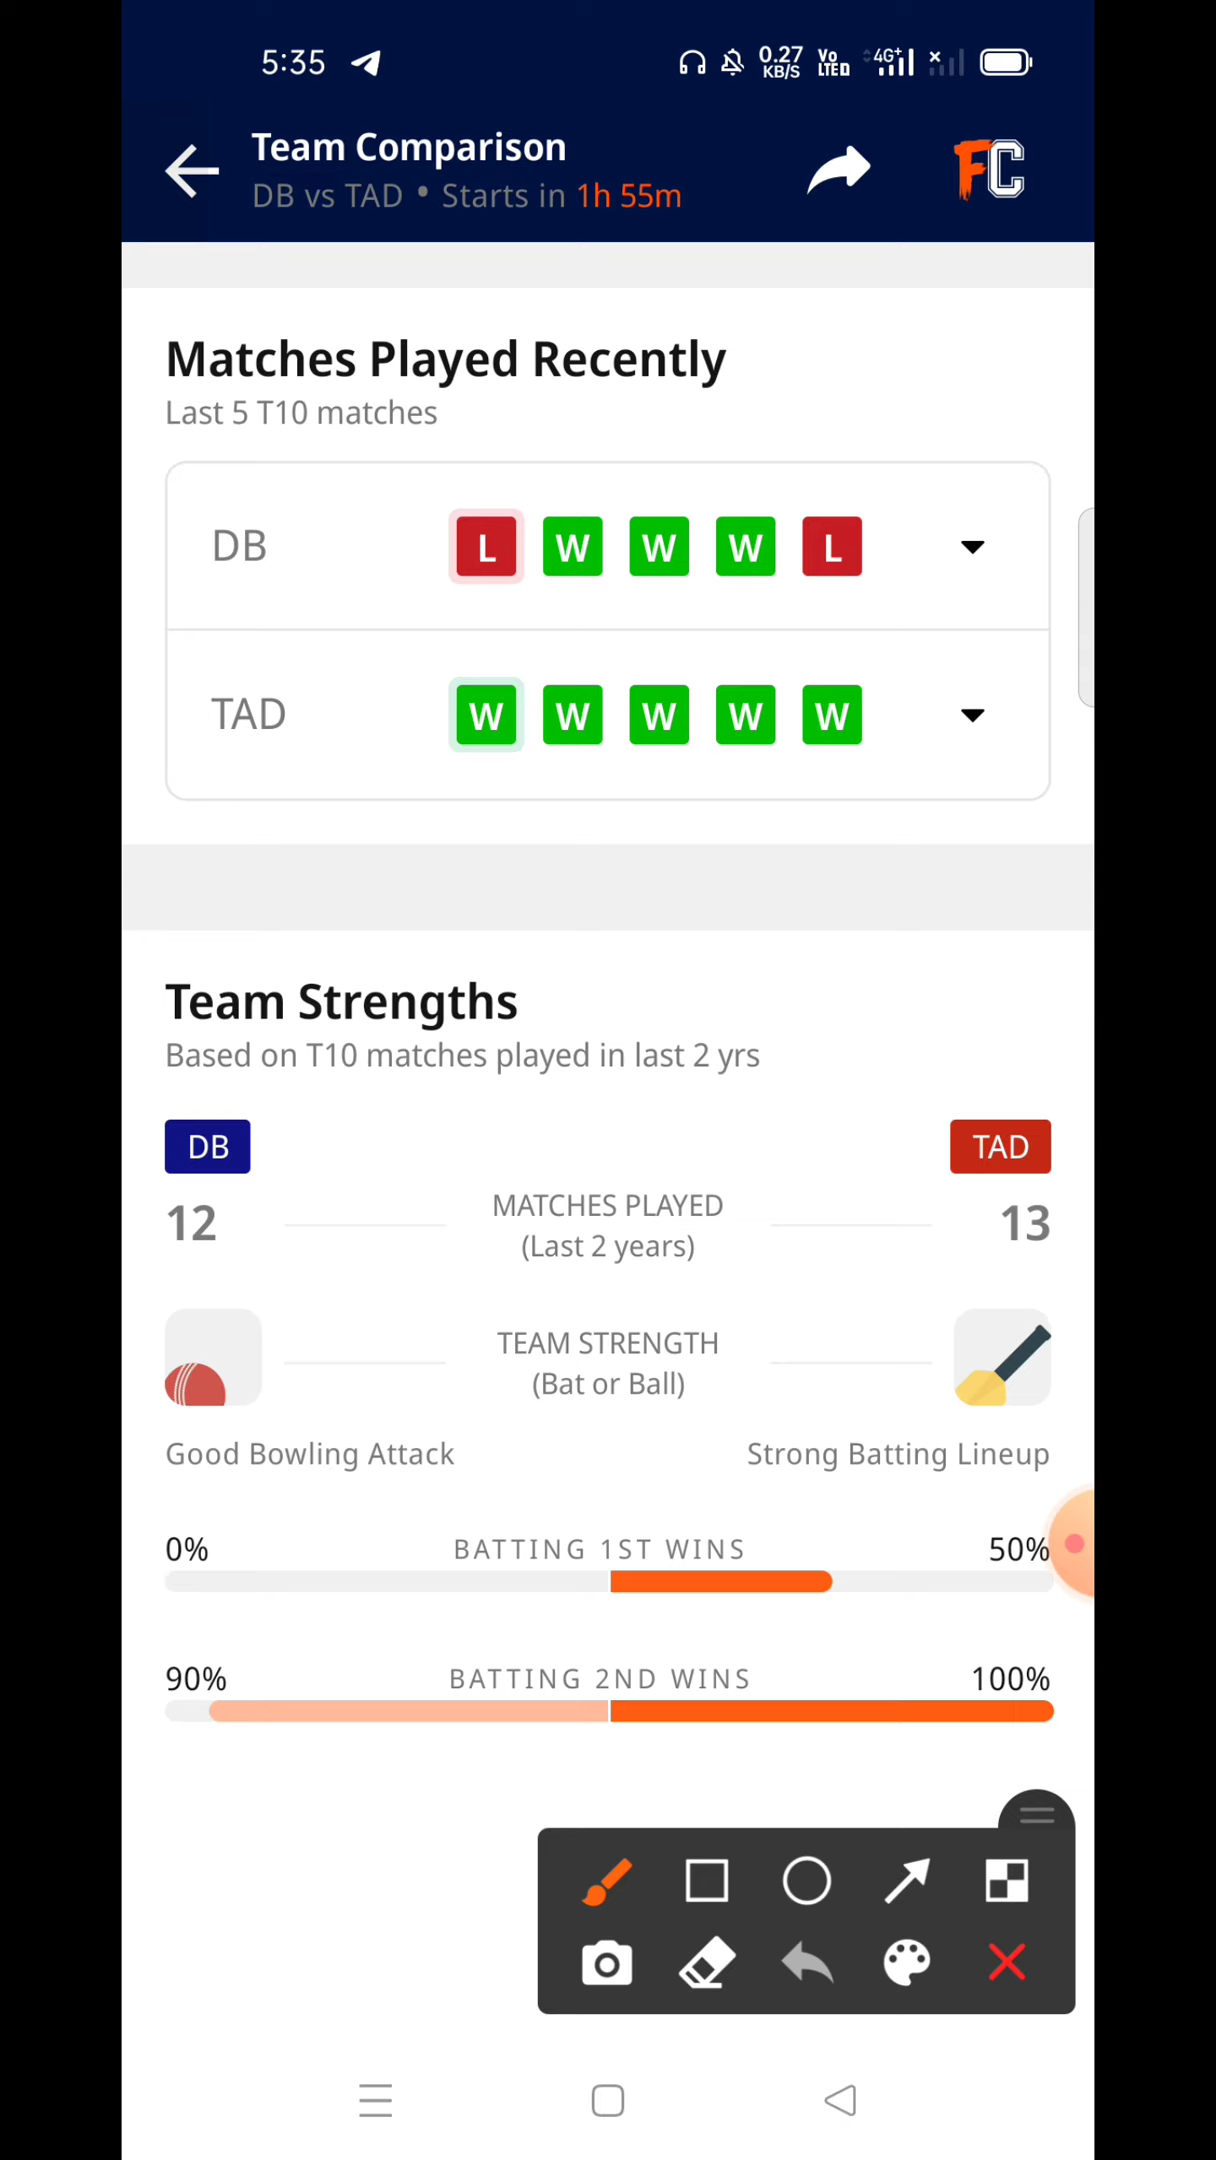 5:35 0.27 KB/S Vo LTED 4G+
Team Comparison
DB vs TAD • Starts in 1h 55m
FC
Matches Played Recently
Last 5 T10 matches
DB L W W W L
TAD W W W W W
Team Strengths
Based on T10 matches played in last 2 yrs
DB TAD
12 MATCHES PLAYED 13
(Last 2 years)
TEAM STRENGTH
(Bat or Ball)
Good Bowling Attack Strong Batting Lineup
0% BATTING 1ST WINS 50%
90% BATTING 2ND WINS 100%